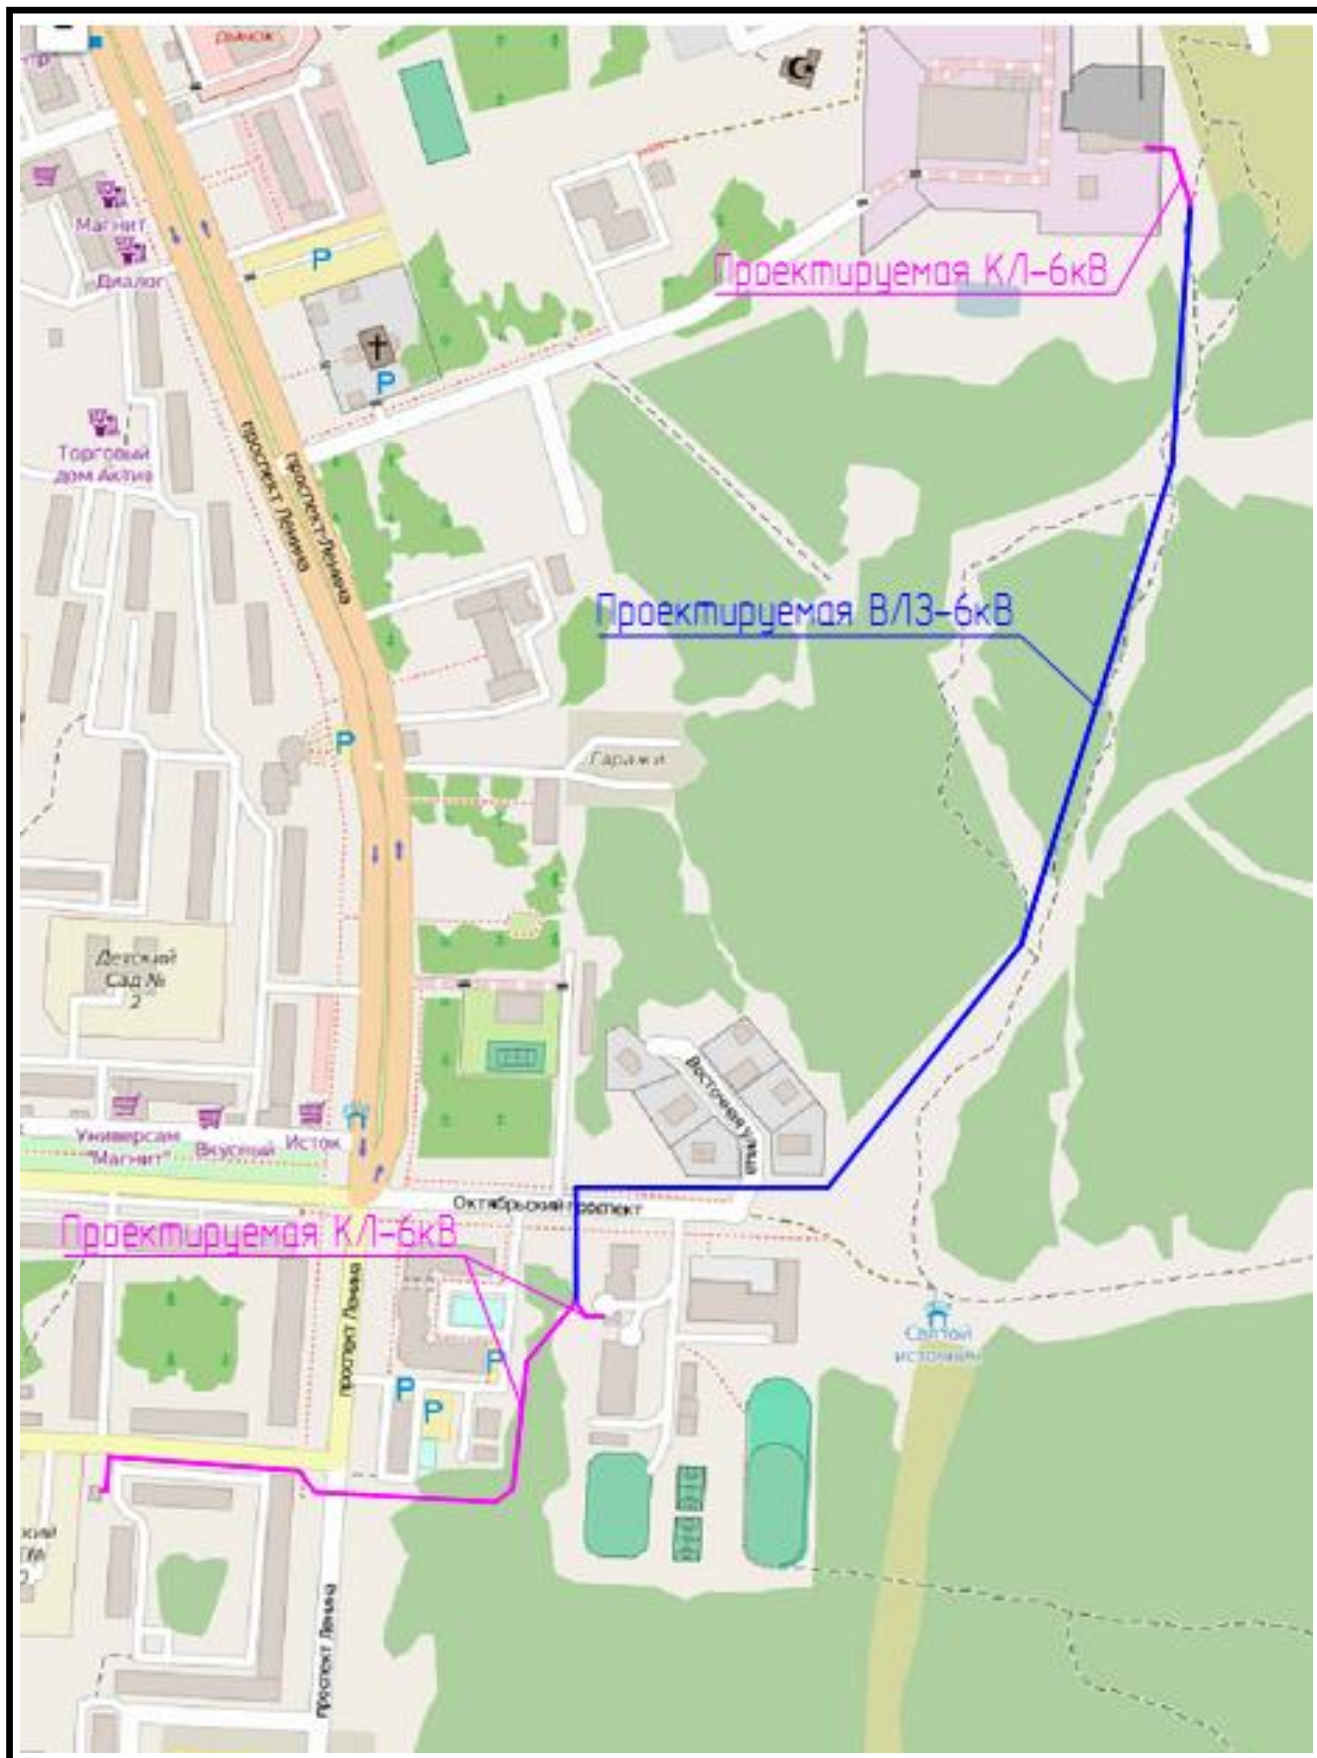 рынок
Магнит
Диалог
P
Проектируемая КЛ-6кВ
P
Торговый
дом Актив
проспект Ленина
проспект Ленина
Проектируемая ВЛЗ-6кВ
P
Гаражи
Детский
Сад №
2
Восточная улица
Универсам
"Магнит"
Вкусный
Исток
Октябрьский проспект
Проектируемая КЛ-6кВ
проспект Ленина
Святой
источник
P
P
P
проспект Ленина